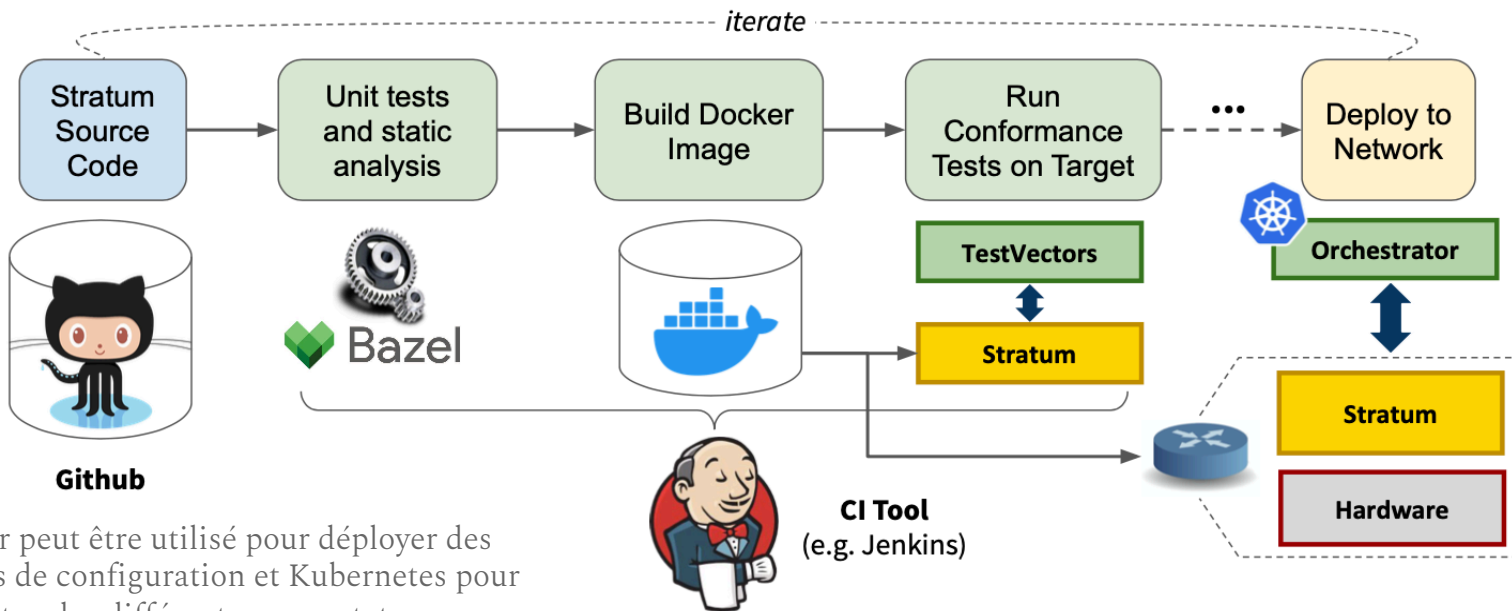 iterate
Stratum
Source
Code
Unit tests
and static
analysis
Build Docker
Image
Run
Conformance
Tests on Target
...
Deploy to
Network
TestVectors
Orchestrator
Bazel
Stratum
Stratum
Github
CI Tool
(e.g. Jenkins)
Hardware
r peut être utilisé pour déployer des
s de configuration et Kubernetes pour